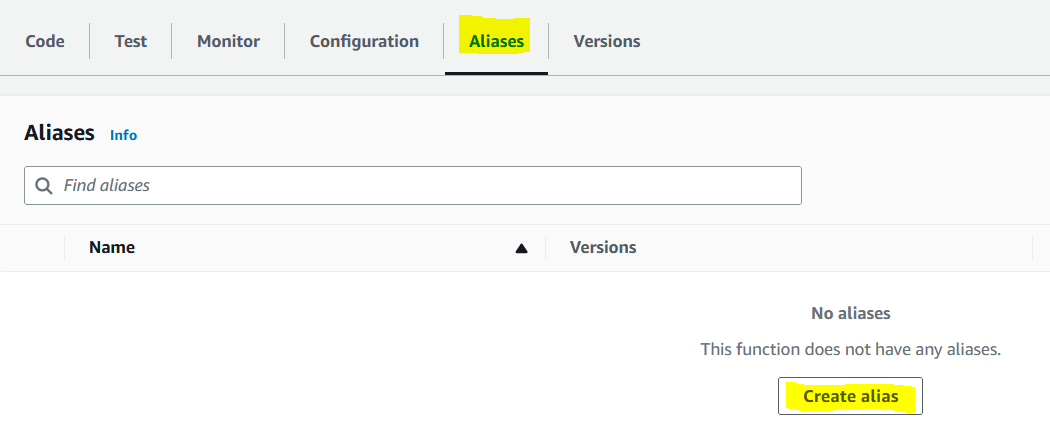 Code Test Monitor Configuration Aliases Versions
Aliases Info
Find aliases
Name Versions
No aliases
This function does not have any aliases.
Create alias